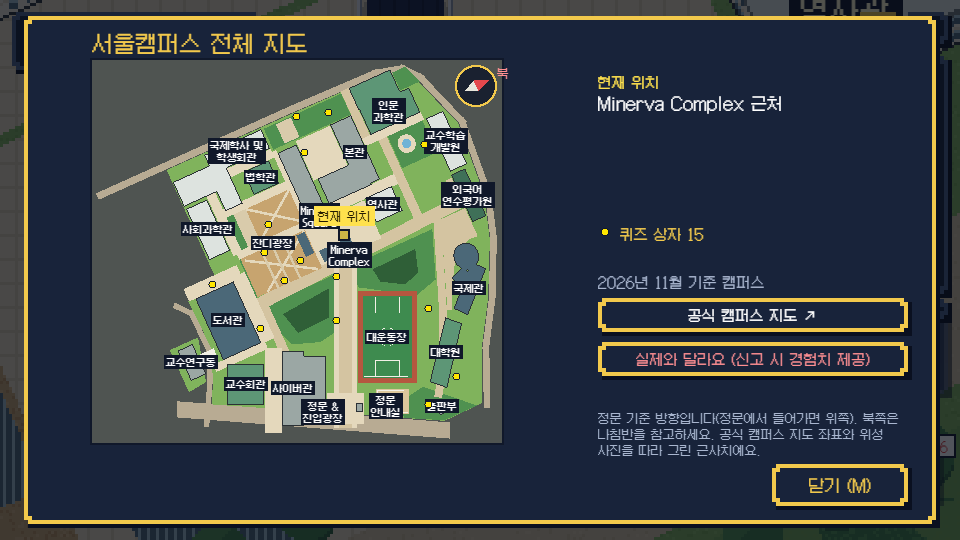 서울캠퍼스 전체 지도
북
현재 위치
Minerva Complex 근처
인문
과학관
교수학습
개발원
국제학사 및
학생회관
본관
법학관
외국어
연수평가원
역사관
현재 위치
사회과학관
잔디광장
Minerva
Complex
퀴즈 상자 15
2026년 11월 기준 캠퍼스
공식 캠퍼스 지도 ↗
국제관
도서관
대운동장
실제와 달라요 (신고 시 경험치 제공)
대학원
교수연구동
교수회관
사이버관
정문 &
진입광장
정문
안내실
출판부
정문 기준 방향입니다(정문에서 들어가면 위쪽). 북쪽은
나침반을 참고하세요. 공식 캠퍼스 지도 좌표와 위성
사진을 따라 그린 근사치예요.
닫기 (M)